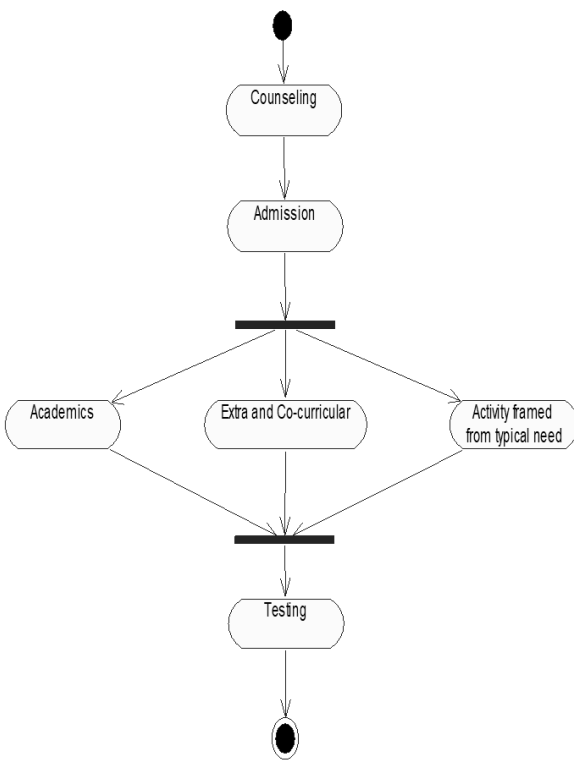 Counseling
Admission
Academics
Extra and Co-curricular
Activity framed
from typical need
Testing